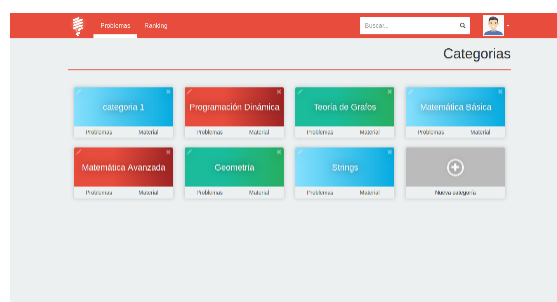 Problemas Ranking Buscar...
Categorias
categoria 1 Programación Dinámica Teoría de Grafos Matemática Básica
Problemas Material Problemas Material Problemas Material Problemas Material
Matemática Avanzada Geometría Strings
Problemas Material Problemas Material Problemas Material Nueva categoría